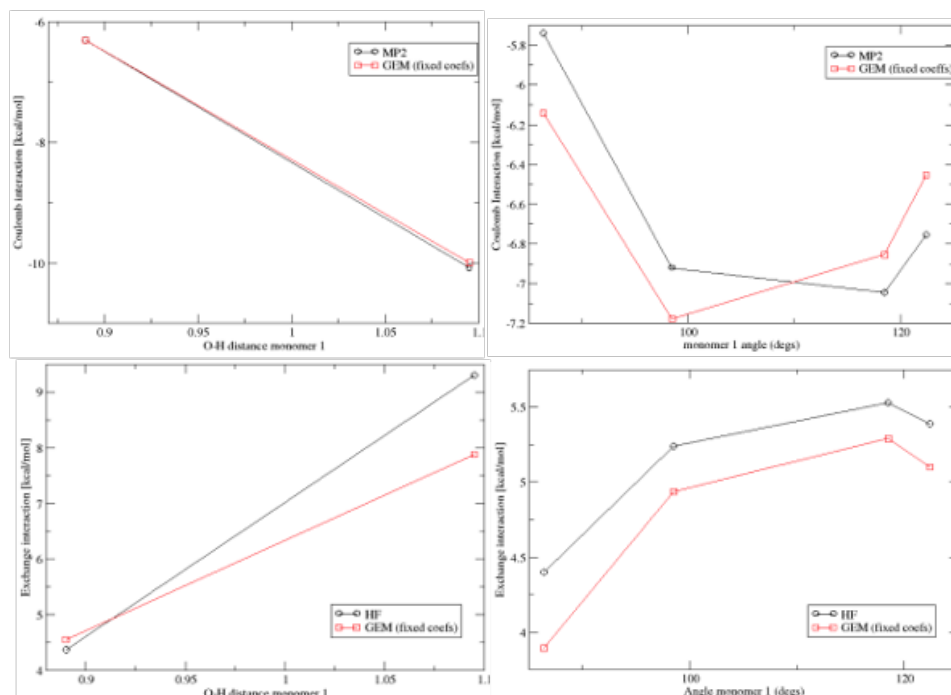 -6
-8
-10
Coulomb interaction [kcal/mol]
MP2
GEM (fixed coefs)
0.9
0.95
1
1.05
1.1
O-H distance monomer 1
-5.8
-6
-6.2
-6.4
-6.6
-6.8
-7
-7.2
Coulomb Interaction [kcal/mol]
MP2
GEM (fixed coeffs)
100
120
monomer 1 angle (degs)
9
8
7
6
5
4
Exchange interaction [kcal/mol]
HF
GEM (fixed coefs)
0.9
0.95
1
1.05
1.1
O-H distance monomer 1
5.5
5
4.5
4
Exchange interaction [kcal/mol]
HF
GEM (fixed coefs)
100
120
Angle monomer 1 (degs)